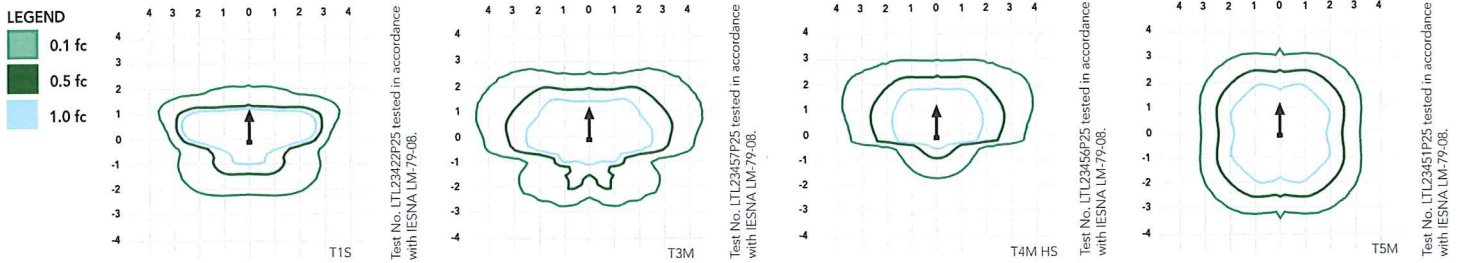 LEGEND
0.1 fc
0.5 fc
1.0 fc
4 3 2 1 0 1 2 3 4
4
3
2
1
0
-1
-2
-3
-4
T1S
Test No. LTL23422P25 tested in accordance
with IESNA LM-79-08.
4 3 2 1 0 1 2 3 4
4
3
2
1
0
-1
-2
-3
-4
T3M
Test No. LTL23457P25 tested in accordance
with IESNA LM-79-08.
4 3 2 1 0 1 2 3 4
4
3
2
1
0
-1
-2
-3
-4
T4M HS
Test No. LTL23456P25 tested in accordance
with IESNA LM-79-08.
4 3 2 1 0 1 2 3 4
4
3
2
1
0
-1
-2
-3
-4
T5M
Test No. LTL23451P25 tested in accordance
with IESNA LM-79-08.